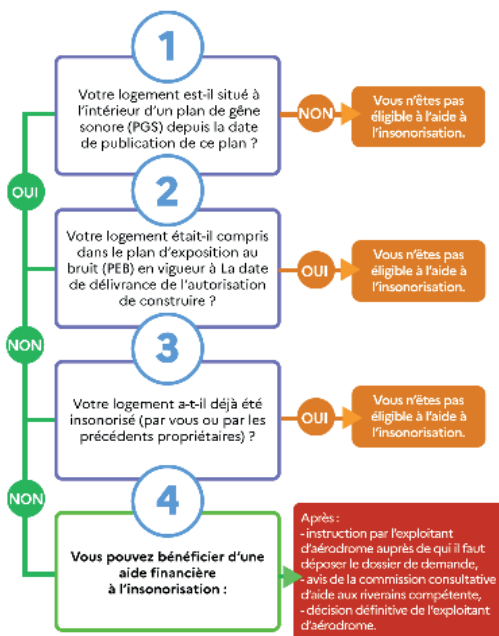 1
Votre logement est-il situé à
l'intérieur d'un plan de gêne
sonore (PGS) depuis la date
de publication de ce plan ?
NON
Vous n'êtes pas
éligible à l'aide à
l'insonorisation.
OUI
2
Votre logement était-il compris
dans le plan d'exposition au
bruit (PEB) en vigueur à La date
de délivrance de l'autorisation
de construire ?
OUI
Vous n'êtes pas
éligible à l'aide à
l'insonorisation.
NON
3
Votre logement a-t-il déjà été
insonorisé (par vous ou par les
précédents propriétaires) ?
OUI
Vous n'êtes pas
éligible à l'aide à
l'insonorisation.
NON
4
Vous pouvez bénéficier d'une
aide financière
à l'insonorisation :
Après :
- instruction par l'exploitant
d'aérodrome auprès de qui il faut
déposer le dossier de demande,
- avis de la commission consultative
d'aide aux riverains compétente,
- décision définitive de l'exploitant
d'aérodrome.